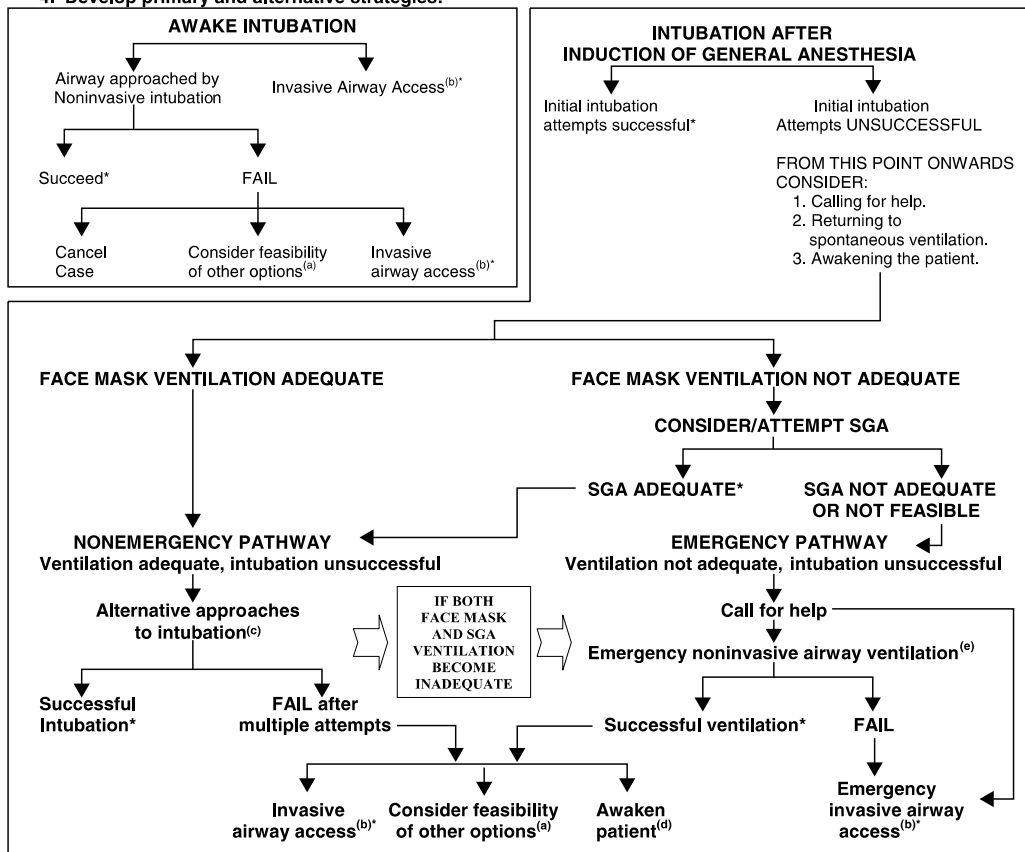 4. Develop primary and alternative strategies:
AWAKE INTUBATION
Airway approached by
Noninvasive intubation
Invasive Airway Access(b)*
Succeed*
FAIL
Cancel
Case
Consider feasibility
of other options(a)
Invasive
airway access(b)*
INTUBATION AFTER
INDUCTION OF GENERAL ANESTHESIA
Initial intubation
attempts successful*
Initial intubation
Attempts UNSUCCESSFUL
FROM THIS POINT ONWARDS
CONSIDER:
1. Calling for help.
2. Returning to
spontaneous ventilation.
3. Awakening the patient.
FACE MASK VENTILATION ADEQUATE
FACE MASK VENTILATION NOT ADEQUATE
CONSIDER/ATTEMPT SGA
SGA ADEQUATE*
SGA NOT ADEQUATE
OR NOT FEASIBLE
NONEMERGENCY PATHWAY
Ventilation adequate, intubation unsuccessful
EMERGENCY PATHWAY
Ventilation not adequate, intubation unsuccessful
Alternative approaches
to intubation(c)
IF BOTH
FACE MASK
AND SGA
VENTILATION
BECOME
INADEQUATE
Call for help
Emergency noninvasive airway ventilation(e)
Successful
Intubation*
FAIL after
multiple attempts
Successful ventilation*
FAIL
Invasive
airway access(b)*
Consider feasibility
of other options(a)
Awaken
patient(d)
Emergency
invasive airway
access(b)*